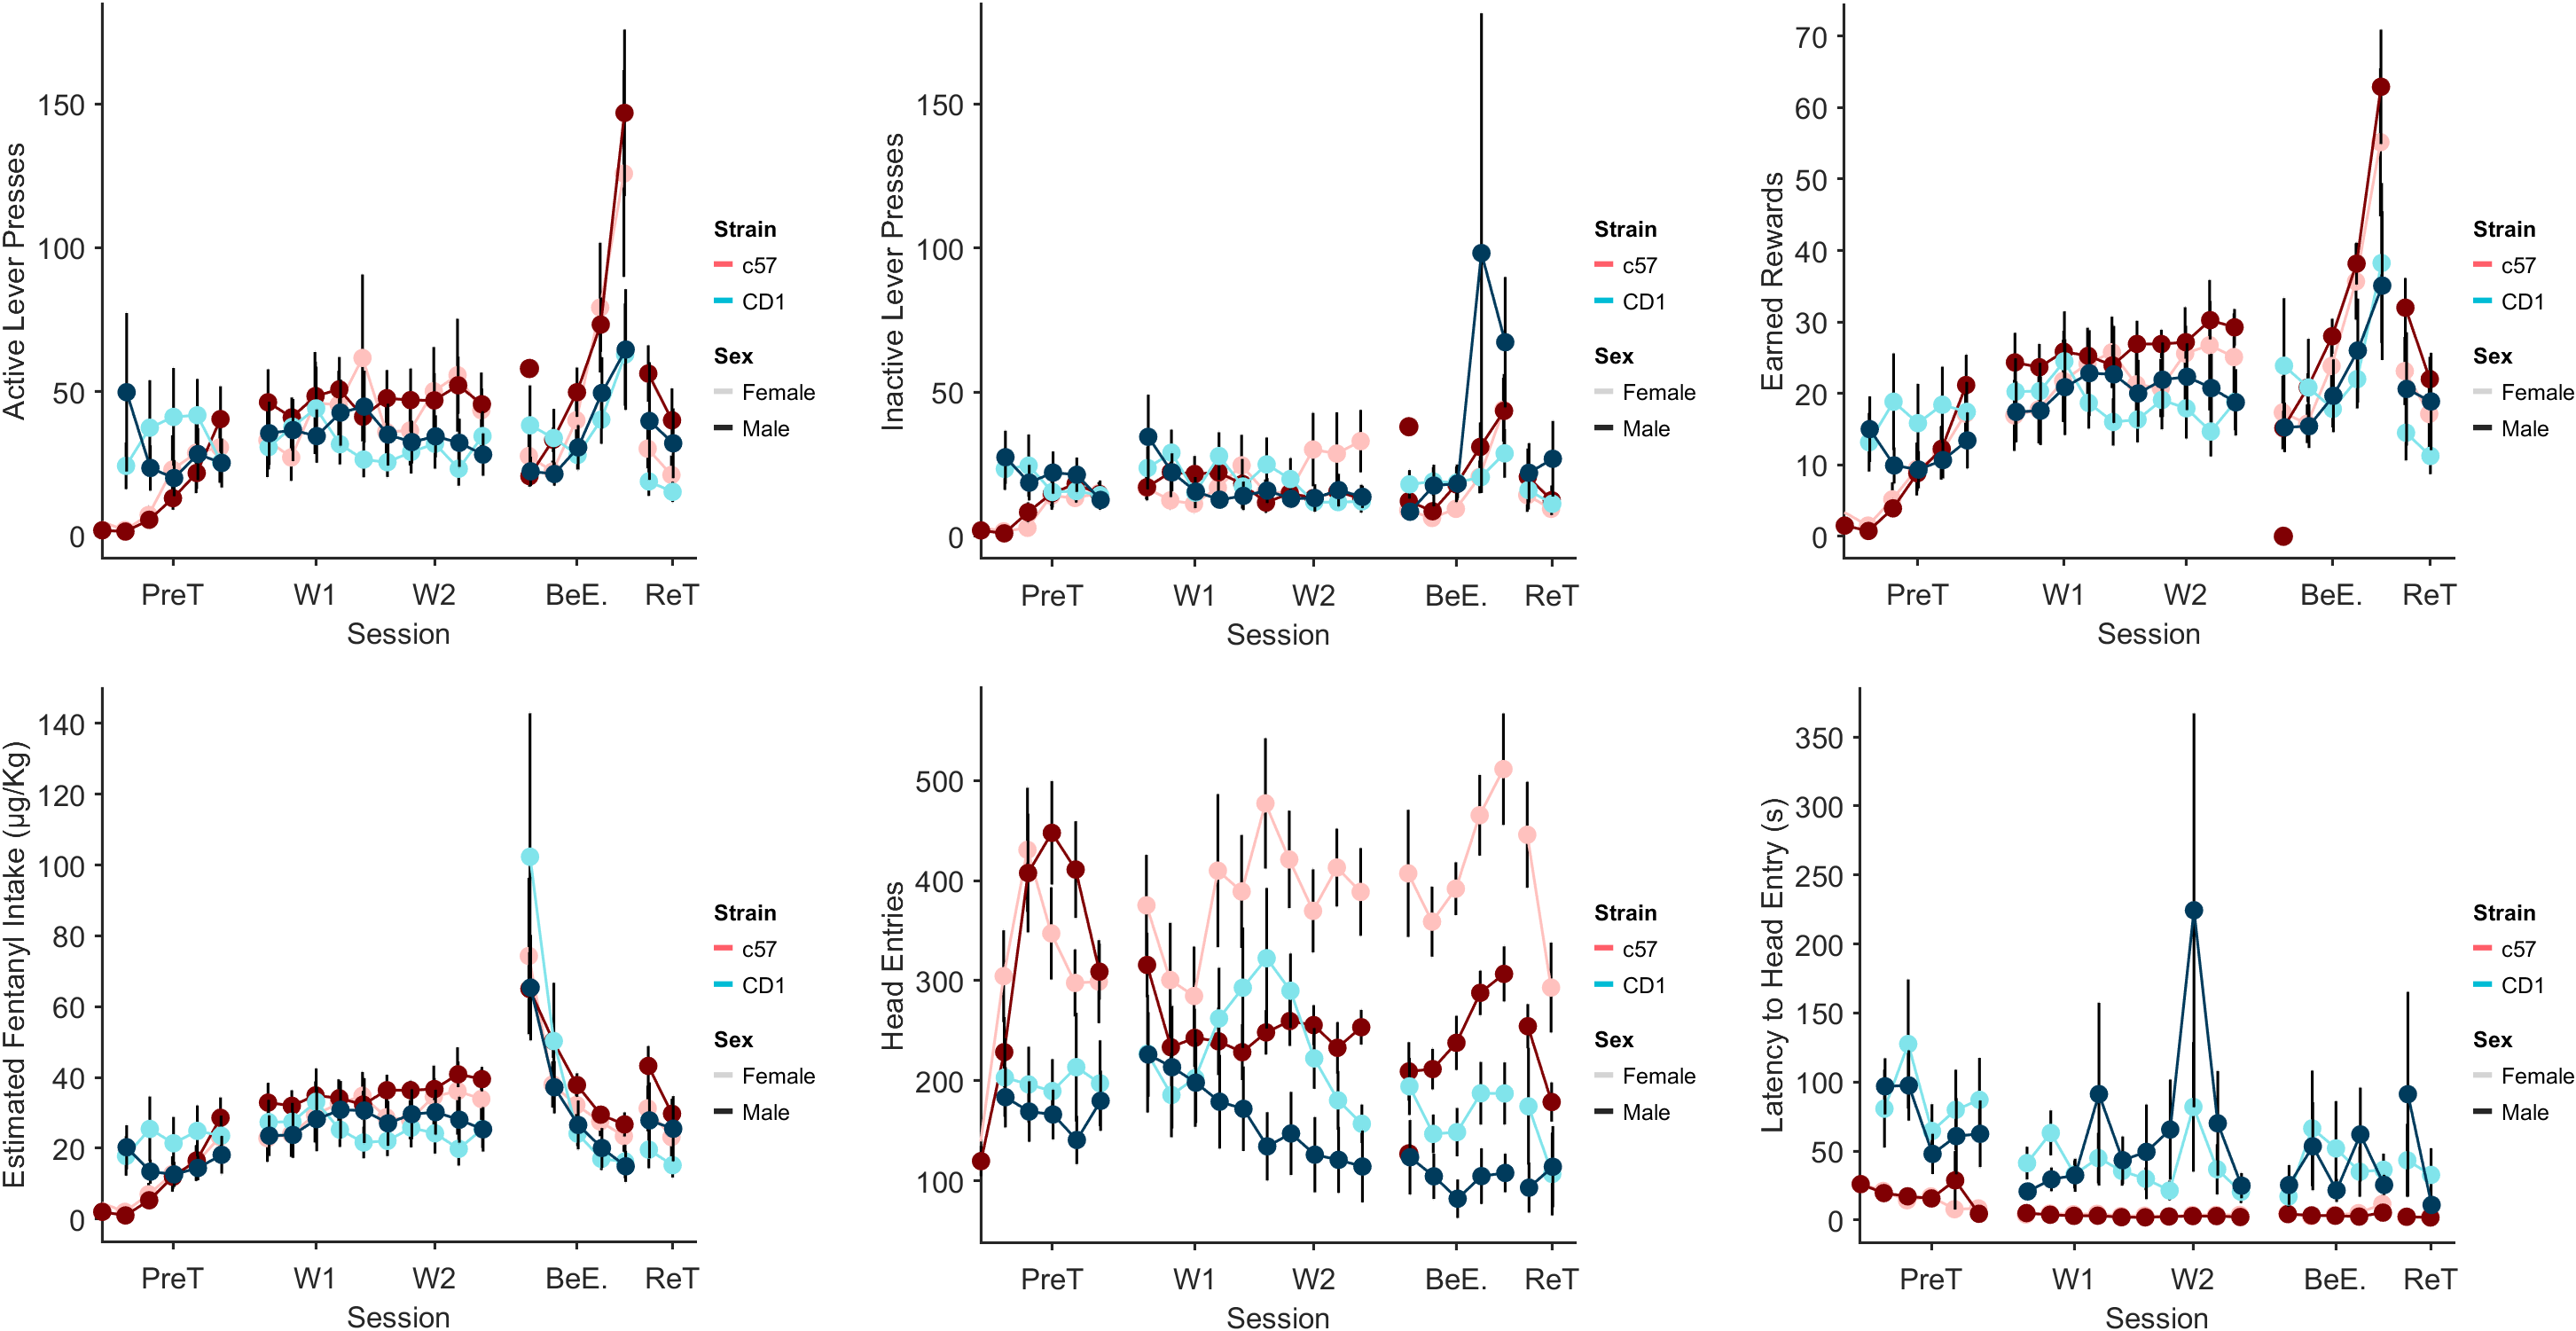 Active Lever Presses
150
100
50
0
PreT W1 W2 BeE. ReT
Session
Strain
c57
CD1
Sex
Female
Male
Inactive Lever Presses
150
100
50
0
PreT W1 W2 BeE. ReT
Session
Strain
c57
CD1
Sex
Female
Male
Earned Rewards
70
60
50
40
30
20
10
0
PreT W1 W2 BeE. ReT
Session
Strain
c57
CD1
Sex
Female
Male
Estimated Fentanyl Intake (μg/Kg)
140
120
100
80
60
40
20
0
PreT W1 W2 BeE. ReT
Session
Strain
c57
CD1
Sex
Female
Male
Head Entries
500
400
300
200
100
PreT W1 W2 BeE. ReT
Session
Strain
c57
CD1
Sex
Female
Male
Latency to Head Entry (s)
350
300
250
200
150
100
50
0
PreT W1 W2 BeE. ReT
Session
Strain
c57
CD1
Sex
Female
Male